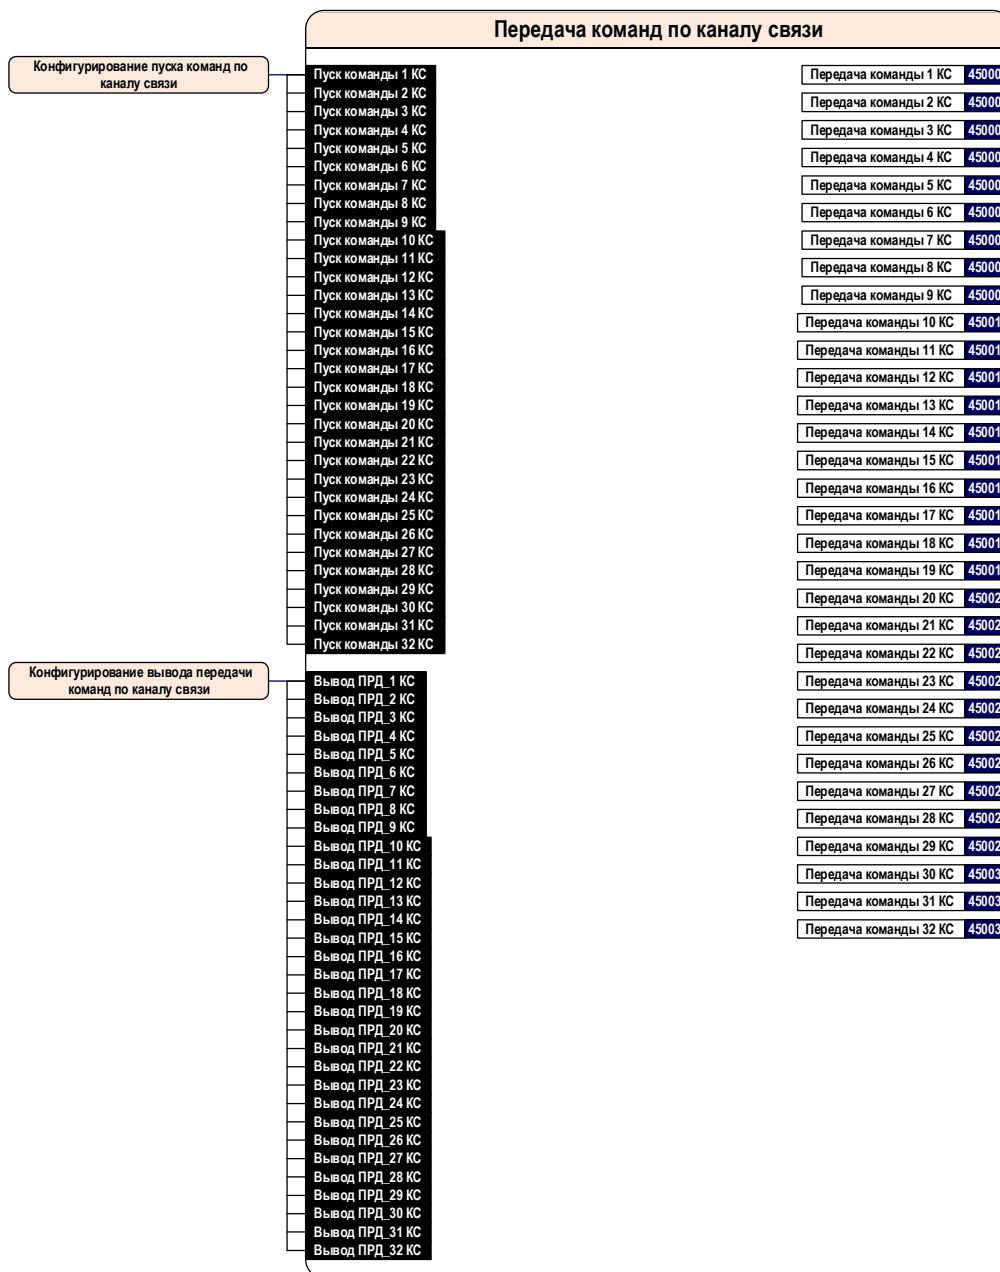 Передача команд по каналу связи
Конфигурирование пуска команд по
каналу связи
Пуск команды 1 КС
Пуск команды 2 КС
Пуск команды 3 КС
Пуск команды 4 КС
Пуск команды 5 КС
Пуск команды 6 КС
Пуск команды 7 КС
Пуск команды 8 КС
Пуск команды 9 КС
Пуск команды 10 КС
Пуск команды 11 КС
Пуск команды 12 КС
Пуск команды 13 КС
Пуск команды 14 КС
Пуск команды 15 КС
Пуск команды 16 КС
Пуск команды 17 КС
Пуск команды 18 КС
Пуск команды 19 КС
Пуск команды 20 КС
Пуск команды 21 КС
Пуск команды 22 КС
Пуск команды 23 КС
Пуск команды 24 КС
Пуск команды 25 КС
Пуск команды 26 КС
Пуск команды 27 КС
Пуск команды 28 КС
Пуск команды 29 КС
Пуск команды 30 КС
Пуск команды 31 КС
Пуск команды 32 КС
Конфигурирование вывода передачи
команд по каналу связи
Вывод ПРД_1 КС
Вывод ПРД_2 КС
Вывод ПРД_3 КС
Вывод ПРД_4 КС
Вывод ПРД_5 КС
Вывод ПРД_6 КС
Вывод ПРД_7 КС
Вывод ПРД_8 КС
Вывод ПРД_9 КС
Вывод ПРД_10 КС
Вывод ПРД_11 КС
Вывод ПРД_12 КС
Вывод ПРД_13 КС
Вывод ПРД_14 КС
Вывод ПРД_15 КС
Вывод ПРД_16 КС
Вывод ПРД_17 КС
Вывод ПРД_18 КС
Вывод ПРД_19 КС
Вывод ПРД_20 КС
Вывод ПРД_21 КС
Вывод ПРД_22 КС
Вывод ПРД_23 КС
Вывод ПРД_24 КС
Вывод ПРД_25 КС
Вывод ПРД_26 КС
Вывод ПРД_27 КС
Вывод ПРД_28 КС
Вывод ПРД_29 КС
Вывод ПРД_30 КС
Вывод ПРД_31 КС
Вывод ПРД_32 КС
Передача команды 1 КС 45000
Передача команды 2 КС 45000
Передача команды 3 КС 45000
Передача команды 4 КС 45000
Передача команды 5 КС 45000
Передача команды 6 КС 45000
Передача команды 7 КС 45000
Передача команды 8 КС 45000
Передача команды 9 КС 45000
Передача команды 10 КС 45001
Передача команды 11 КС 45001
Передача команды 12 КС 45001
Передача команды 13 КС 45001
Передача команды 14 КС 45001
Передача команды 15 КС 45001
Передача команды 16 КС 45001
Передача команды 17 КС 45001
Передача команды 18 КС 45001
Передача команды 19 КС 45001
Передача команды 20 КС 45002
Передача команды 21 КС 45002
Передача команды 22 КС 45002
Передача команды 23 КС 45002
Передача команды 24 КС 45002
Передача команды 25 КС 45002
Передача команды 26 КС 45002
Передача команды 27 КС 45002
Передача команды 28 КС 45002
Передача команды 29 КС 45002
Передача команды 30 КС 45003
Передача команды 31 КС 45003
Передача команды 32 КС 45003